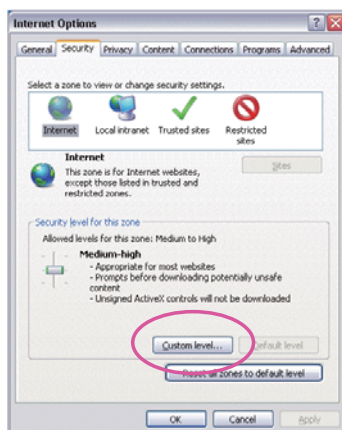 Internet Options
General Security Privacy Content Connections Programs Advanced
Select a zone to view or change security settings.
Internet Local intranet Trusted sites Restricted sites
Internet
This zone is for Internet websites,
except those listed in trusted and
restricted zones.
Sites
Security level for this zone
Allowed levels for this zone: Medium to High
Medium-high
- Appropriate for most websites
- Prompts before downloading potentially unsafe
content
- Unsigned ActiveX controls will not be downloaded
Custom level... Default level
Reset all zones to default level
OK Cancel Apply